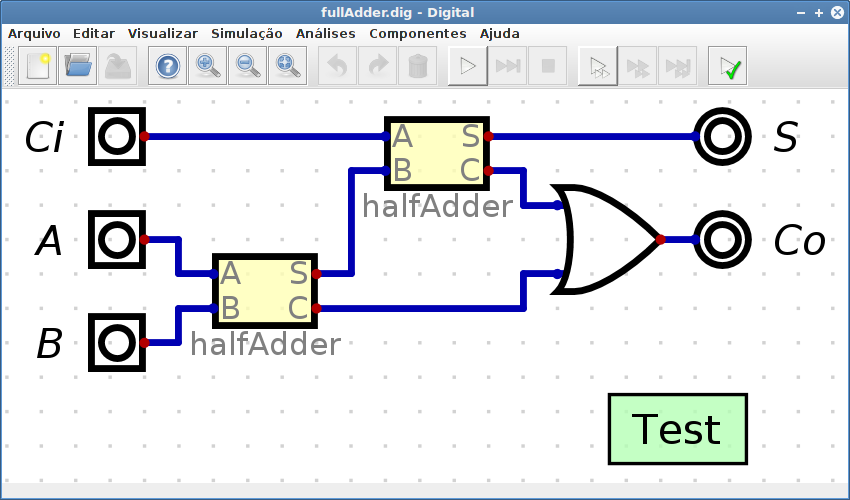 fullAdder.dig - Digital
Arquivo Editar Visualizar Simulação Análises Componentes Ajuda
Ci
A S
B C
halfAdder
S
A
Co
A S
B C
halfAdder
B
Test